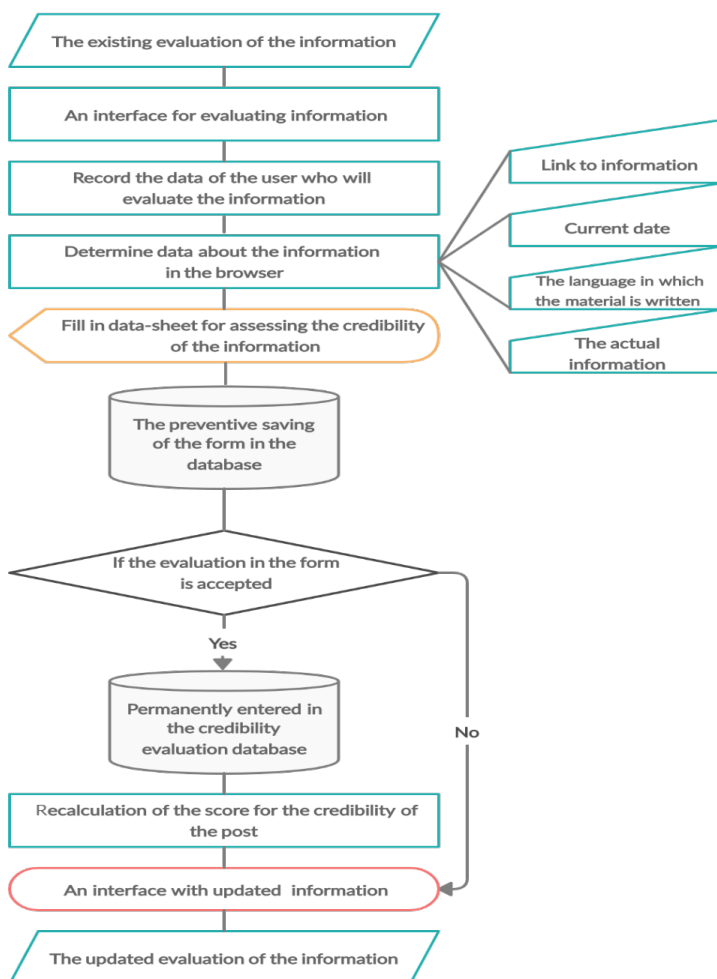 The existing evaluation of the information
An interface for evaluating information
Record the data of the user who will
evaluate the information
Determine data about the information
in the browser
Link to information
Current date
The language in which
the material is written
The actual
information
Fill in data-sheet for assessing the credibility
of the information
The preventive saving
of the form in the
database
If the evaluation in the form
is accepted
Yes
No
Permanently entered in
the credibility
evaluation database
Recalculation of the score for the credibility of
the post
An interface with updated information
The updated evaluation of the information